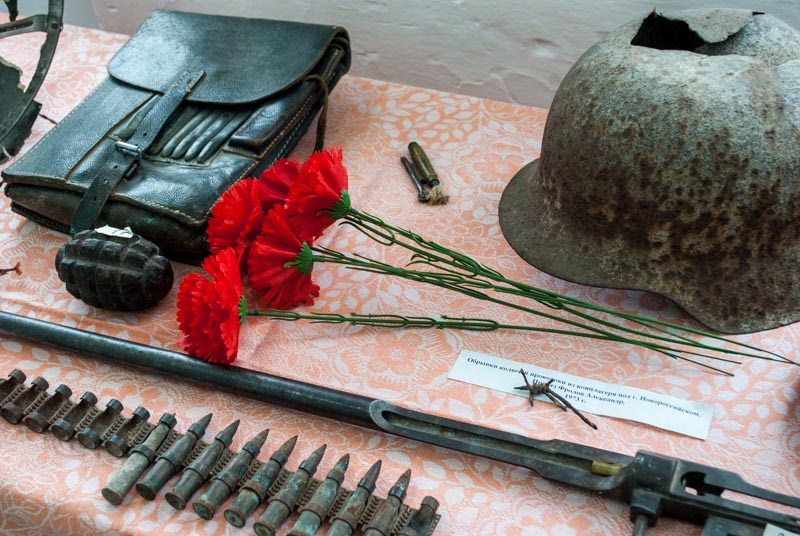 Обрывки колючей проволоки из концлагеря под г. Новороссийском.
Фролов Александр.
1973 г.